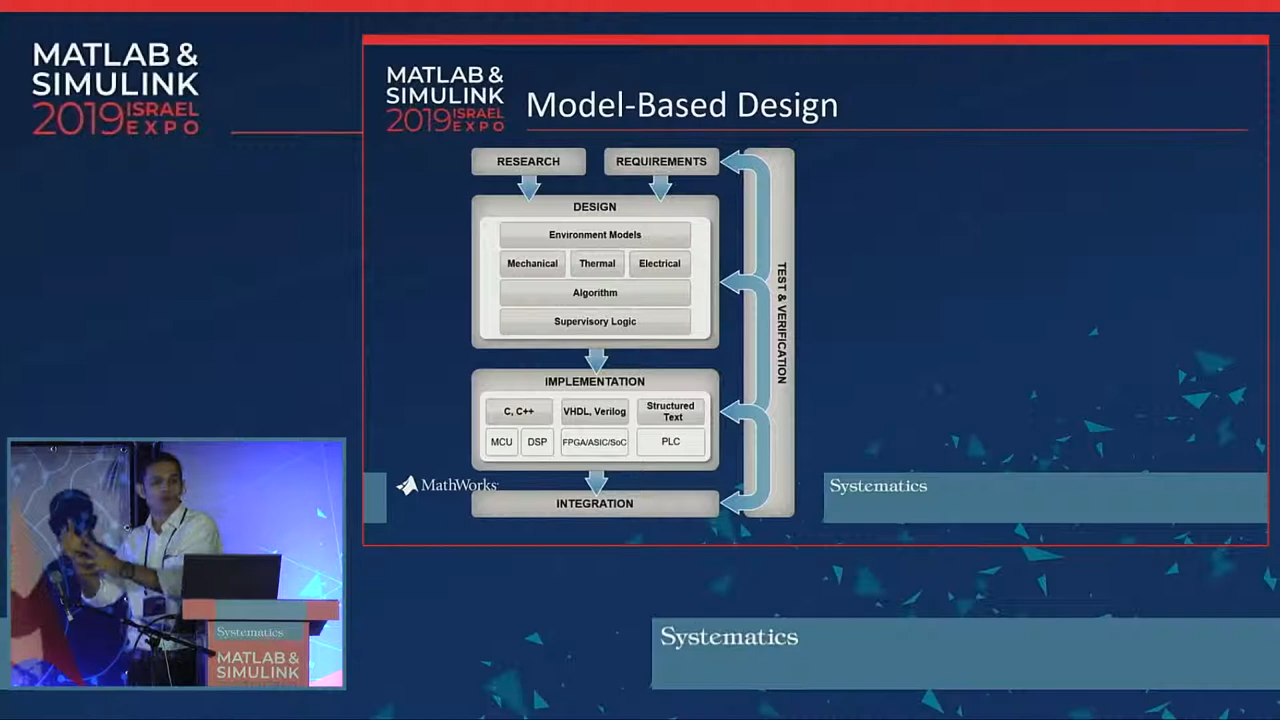 MATLAB &
SIMULINK
2019 ISRAEL
EXPO
MATLAB &
SIMULINK
2019 ISRAEL
EXPO
Model-Based Design
RESEARCH
REQUIREMENTS
DESIGN
Environment Models
Mechanical
Thermal
Electrical
Algorithm
Supervisory Logic
IMPLEMENTATION
C, C++
VHDL, Verilog
Structured
Text
MCU
DSP
FPGA/ASIC/SoC
PLC
INTEGRATION
TEST & VERIFICATION
MathWorks
Systematics
Systematics
MATLAB &
SIMULINK
Systematics